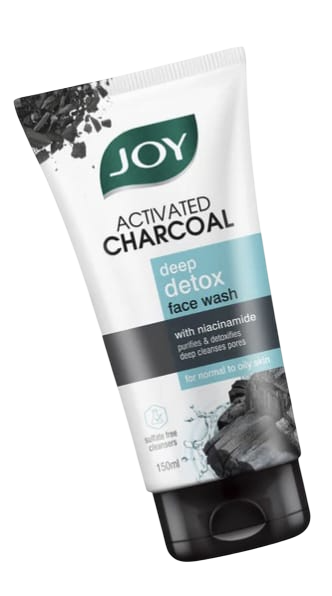 JOY
ACTIVATED
CHARCOAL
deep
detox
face wash
with niacinamide
purifies & detoxifies
deep cleanses pores
for normal to oily skin
sulfate free
cleansers
150ml